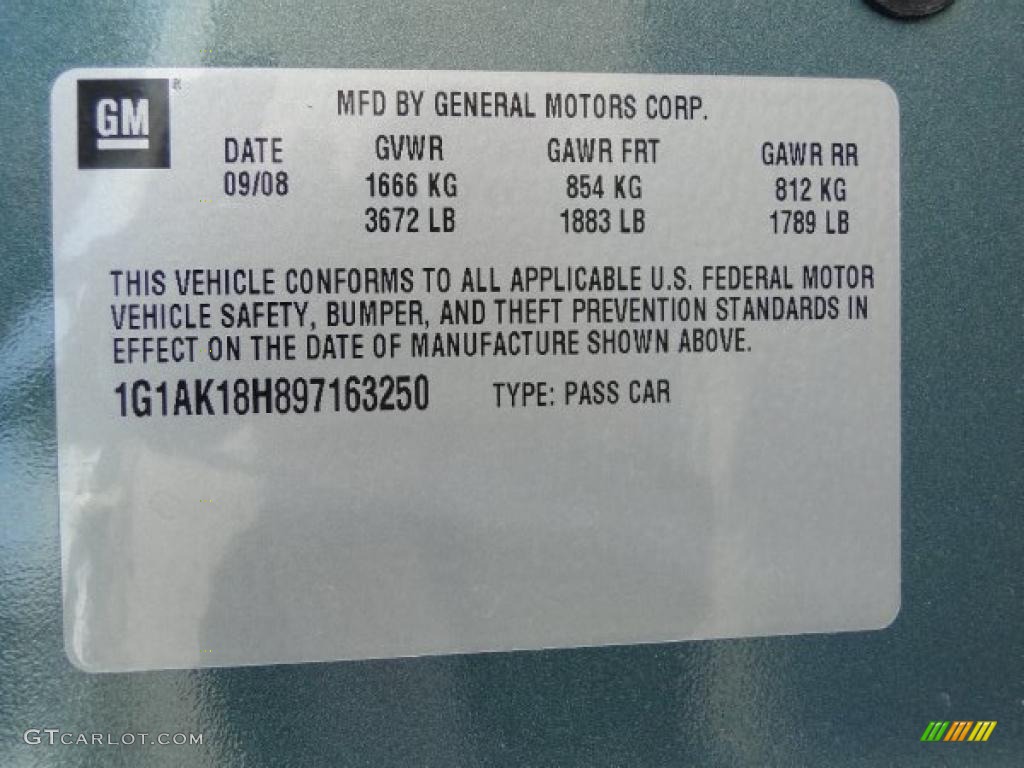 GM ®
MFD BY GENERAL MOTORS CORP.
DATE GVWR GAWR FRT GAWR RR
09/08 1666 KG 854 KG 812 KG
3672 LB 1883 LB 1789 LB
THIS VEHICLE CONFORMS TO ALL APPLICABLE U.S. FEDERAL MOTOR
VEHICLE SAFETY, BUMPER, AND THEFT PREVENTION STANDARDS IN
EFFECT ON THE DATE OF MANUFACTURE SHOWN ABOVE.
1G1AK18H897163250 TYPE: PASS CAR
GTCARLOT.COM